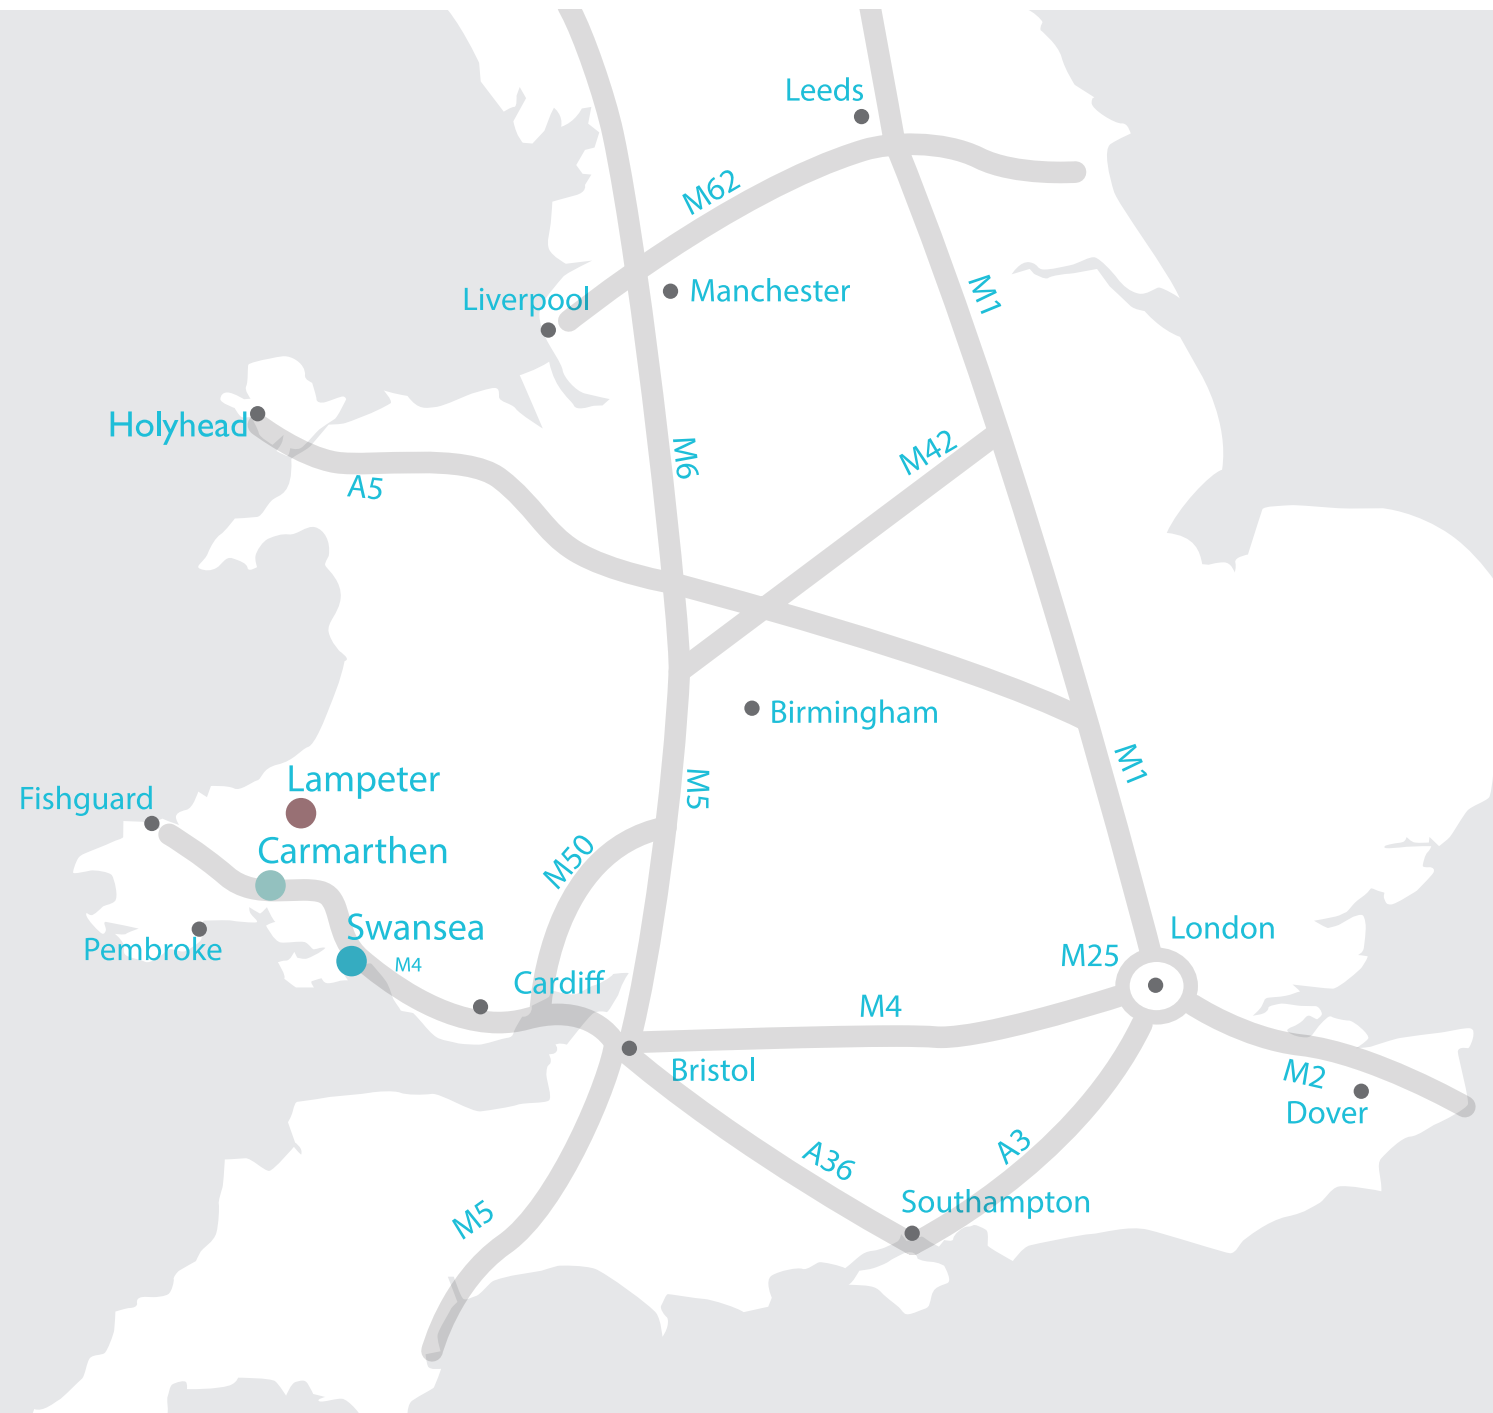 Leeds
M62
M1
Liverpool
Manchester
Holyhead
M42
M6
A5
Birmingham
M1
Lampeter
M5
Fishguard
Carmarthen
M50
Swansea
London
Pembroke
M4
M25
Cardiff
M4
Bristol
M2
Dover
A36
A3
Southampton
M5